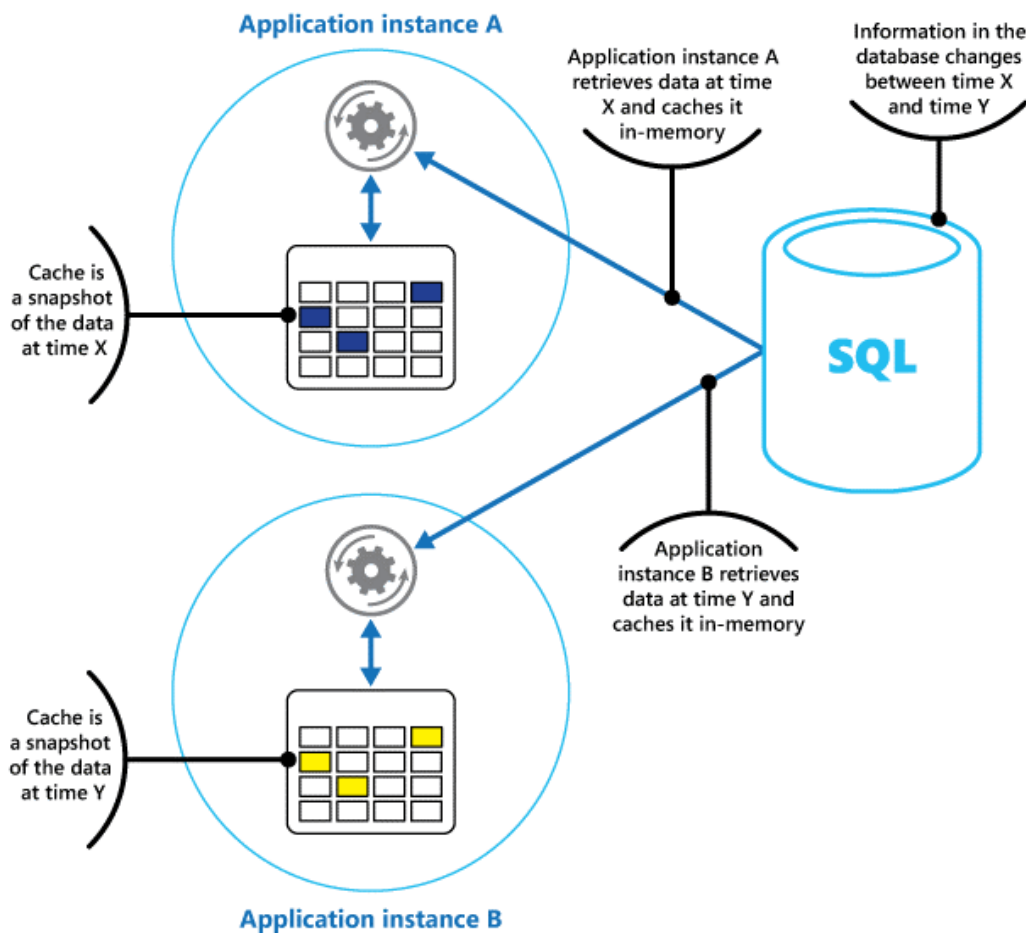 Application instance A
Application instance A
retrieves data at time
X and caches it
in-memory
Information in the
database changes
between time X
and time Y
Cache is
a snapshot
of the data
at time X
SQL
Application
instance B retrieves
data at time Y and
caches it in-memory
Cache is
a snapshot
of the data
at time Y
Application instance B